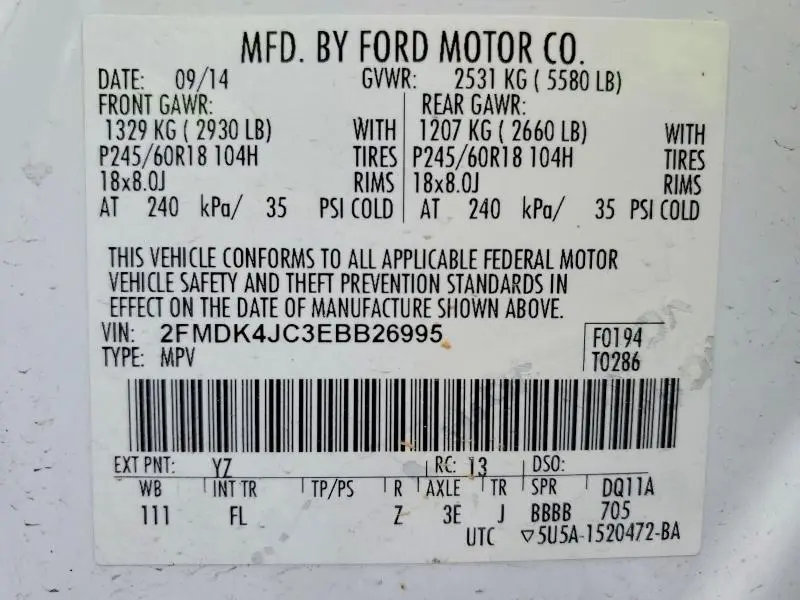 MFD. BY FORD MOTOR CO.
DATE: 09/14 GVWR: 2531 KG ( 5580 LB)
FRONT GAWR: REAR GAWR:
1329 KG ( 2930 LB) WITH 1207 KG ( 2660 LB) WITH
P245/60R18 104H TIRES P245/60R18 104H TIRES
18x8.0J RIMS 18x8.0J RIMS
AT 240 kPa/ 35 PSI COLD AT 240 kPa/ 35 PSI COLD
THIS VEHICLE CONFORMS TO ALL APPLICABLE FEDERAL MOTOR
VEHICLE SAFETY AND THEFT PREVENTION STANDARDS IN
EFFECT ON THE DATE OF MANUFACTURE SHOWN ABOVE.
VIN: 2FMDK4JC3EBB26995 F0194
TYPE: MPV T0286
EXT PNT: YZ RC: 13 DSO:
WB INT TR TP/PS R AXLE TR SPR DQ11A
111 FL Z 3E J BBBB 705
UTC ▽5U5A-1520472-BA